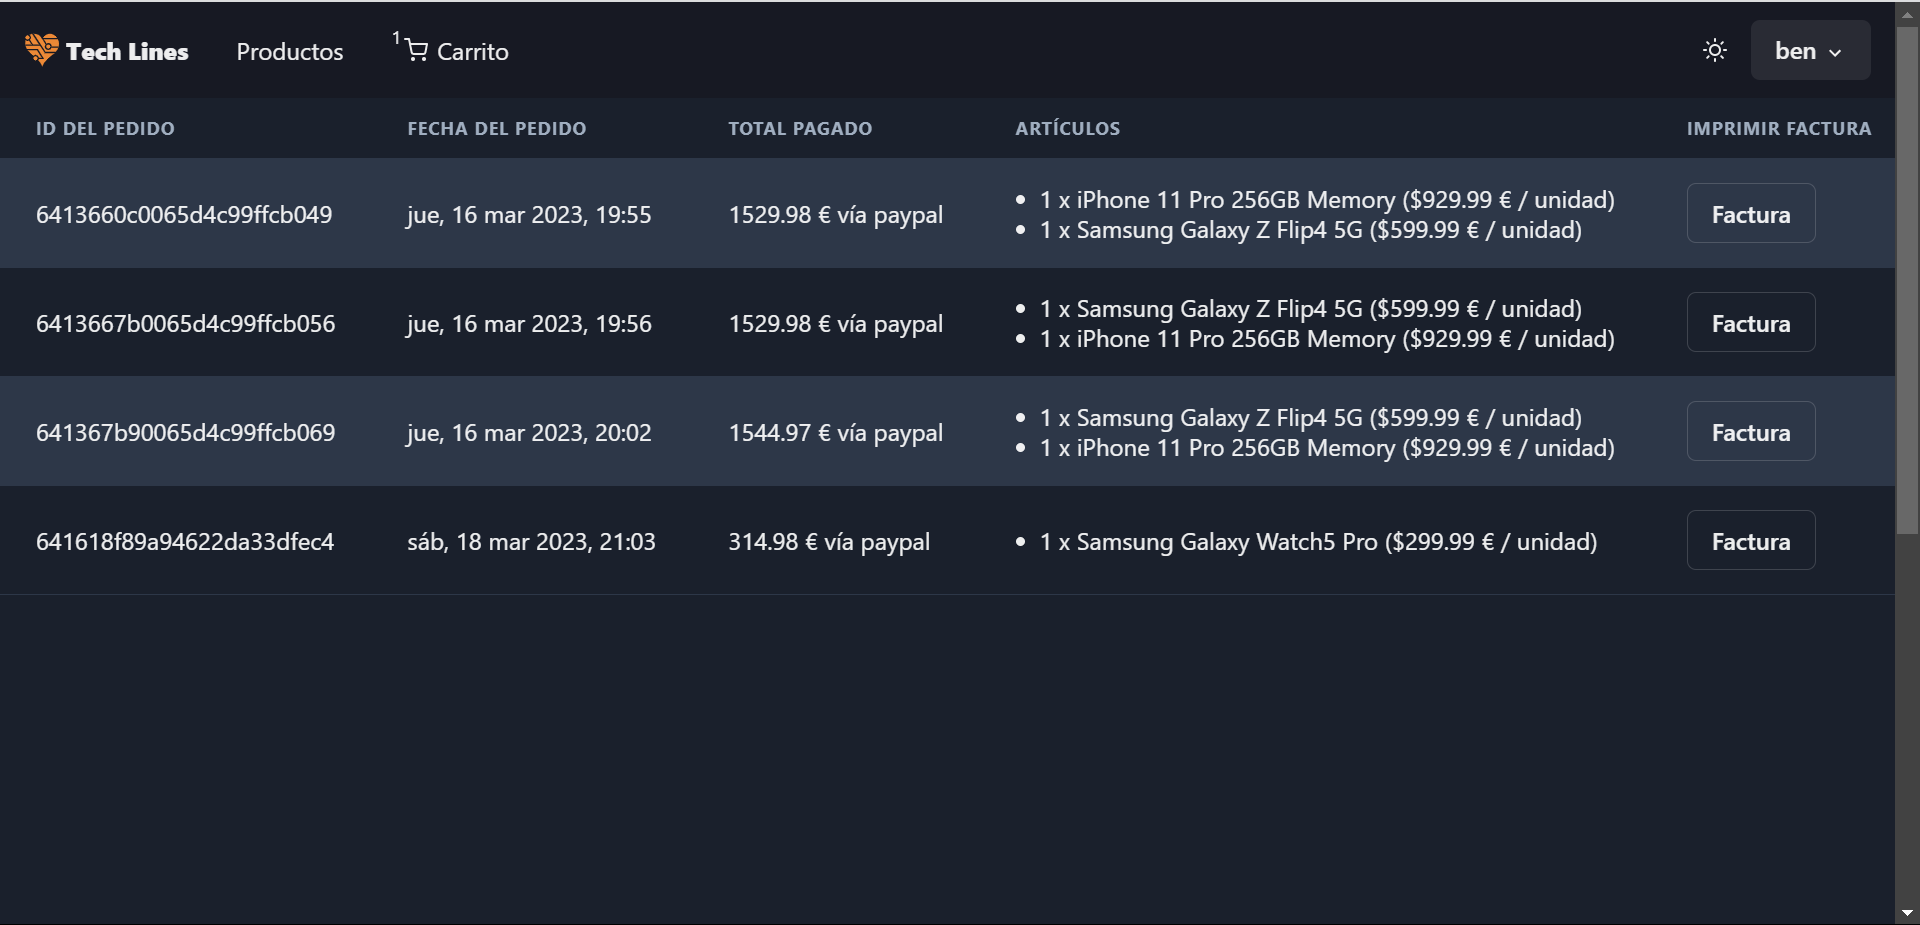 Tech Lines Productos 1 Carrito ben
ID DEL PEDIDO FECHA DEL PEDIDO TOTAL PAGADO ARTÍCULOS IMPRIMIR FACTURA
6413660c0065d4c99ffcb049 jue, 16 mar 2023, 19:55 1529.98 € vía paypal
• 1 x iPhone 11 Pro 256GB Memory ($929.99 € / unidad)
• 1 x Samsung Galaxy Z Flip4 5G ($599.99 € / unidad)
Factura
6413667b0065d4c99ffcb056 jue, 16 mar 2023, 19:56 1529.98 € vía paypal
• 1 x Samsung Galaxy Z Flip4 5G ($599.99 € / unidad)
• 1 x iPhone 11 Pro 256GB Memory ($929.99 € / unidad)
Factura
641367b90065d4c99ffcb069 jue, 16 mar 2023, 20:02 1544.97 € vía paypal
• 1 x Samsung Galaxy Z Flip4 5G ($599.99 € / unidad)
• 1 x iPhone 11 Pro 256GB Memory ($929.99 € / unidad)
Factura
641618f89a94622da33dfec4 sáb, 18 mar 2023, 21:03 314.98 € vía paypal
• 1 x Samsung Galaxy Watch5 Pro ($299.99 € / unidad)
Factura